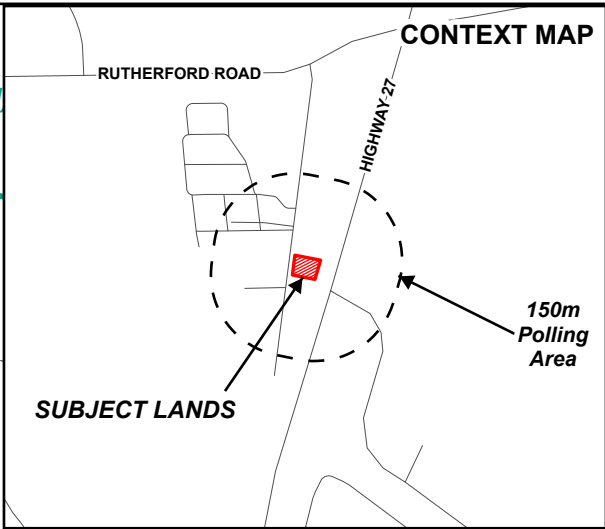 CONTEXT MAP
RUTHERFORD ROAD
HIGHWAY 27
150m
Polling
Area
SUBJECT LANDS